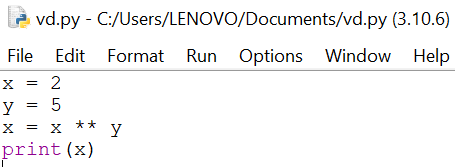 vd.py - C:/Users/LENOVO/Documents/vd.py (3.10.6)
File Edit Format Run Options Window Help
x = 2
y = 5
x = x ** y
print(x)